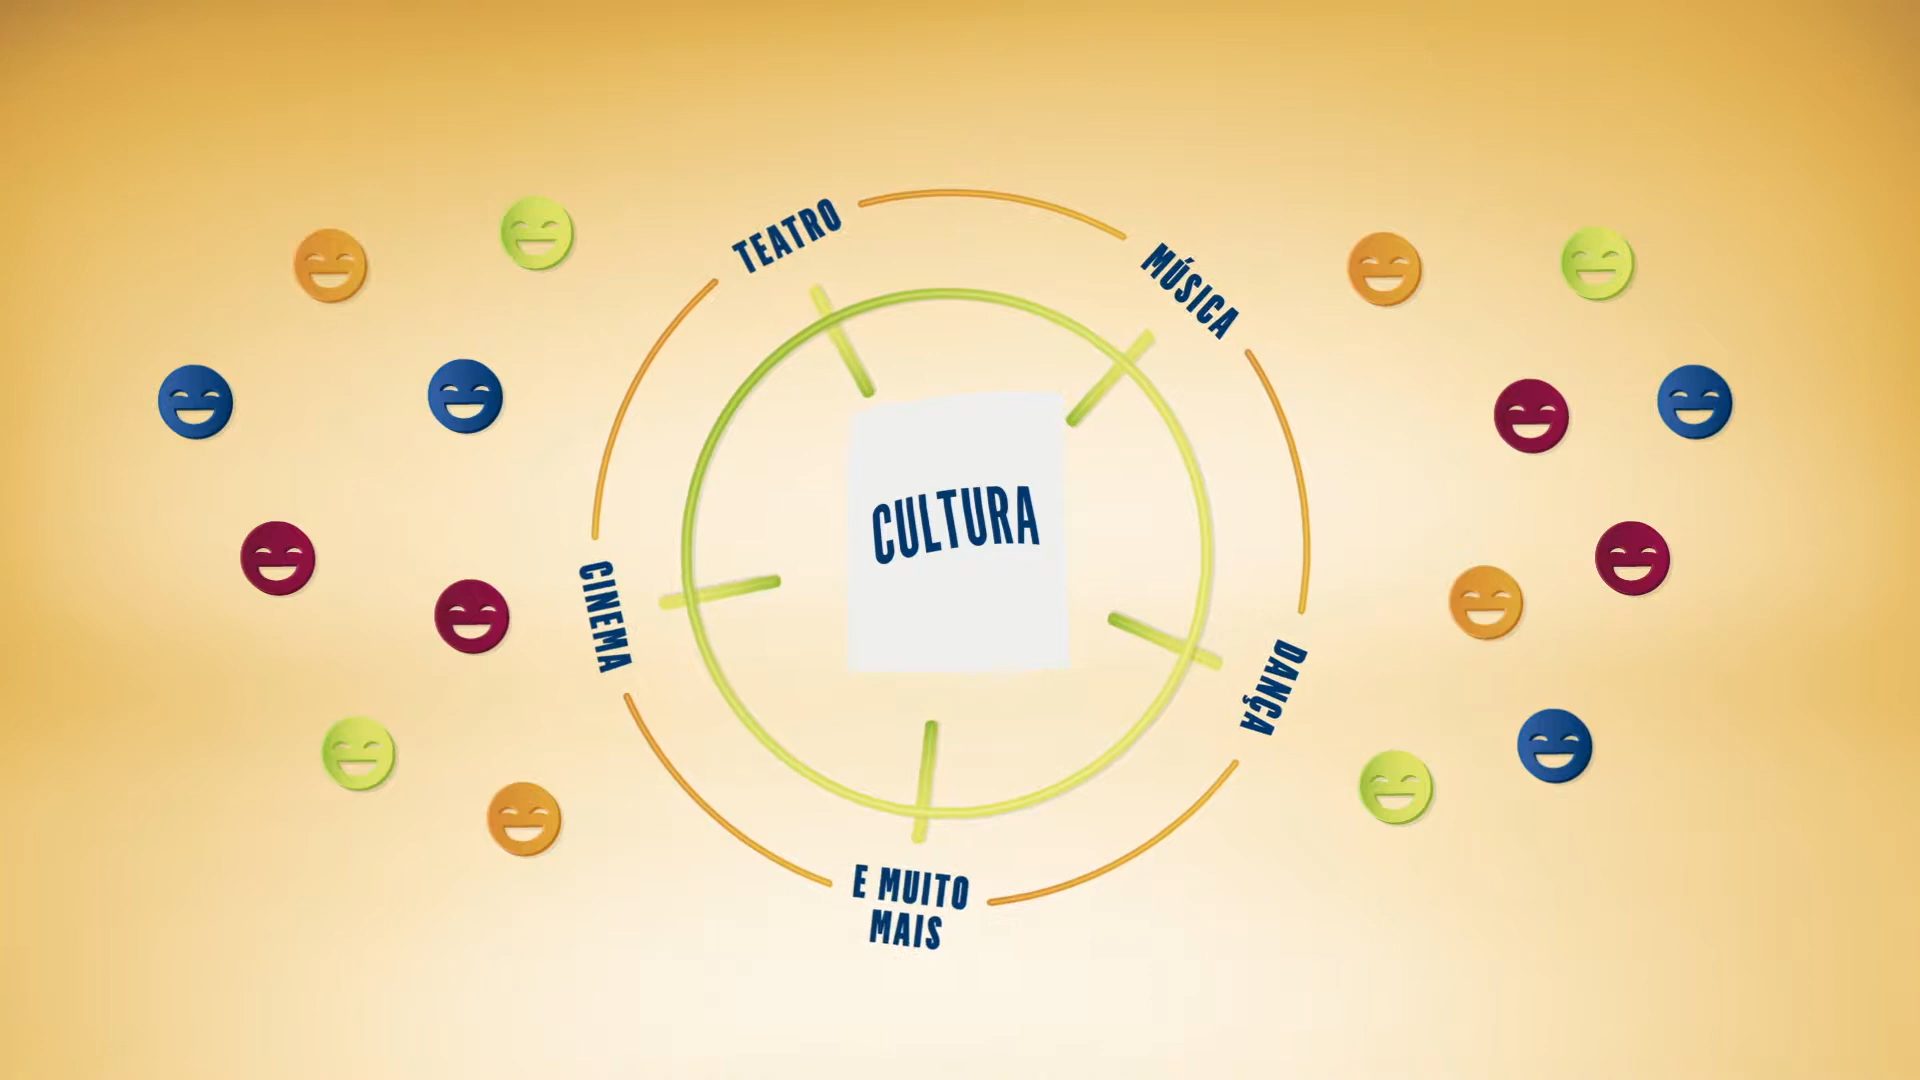 TEATRO
MÚSICA
CULTURA
CINEMA
DANÇA
E MUITO
MAIS